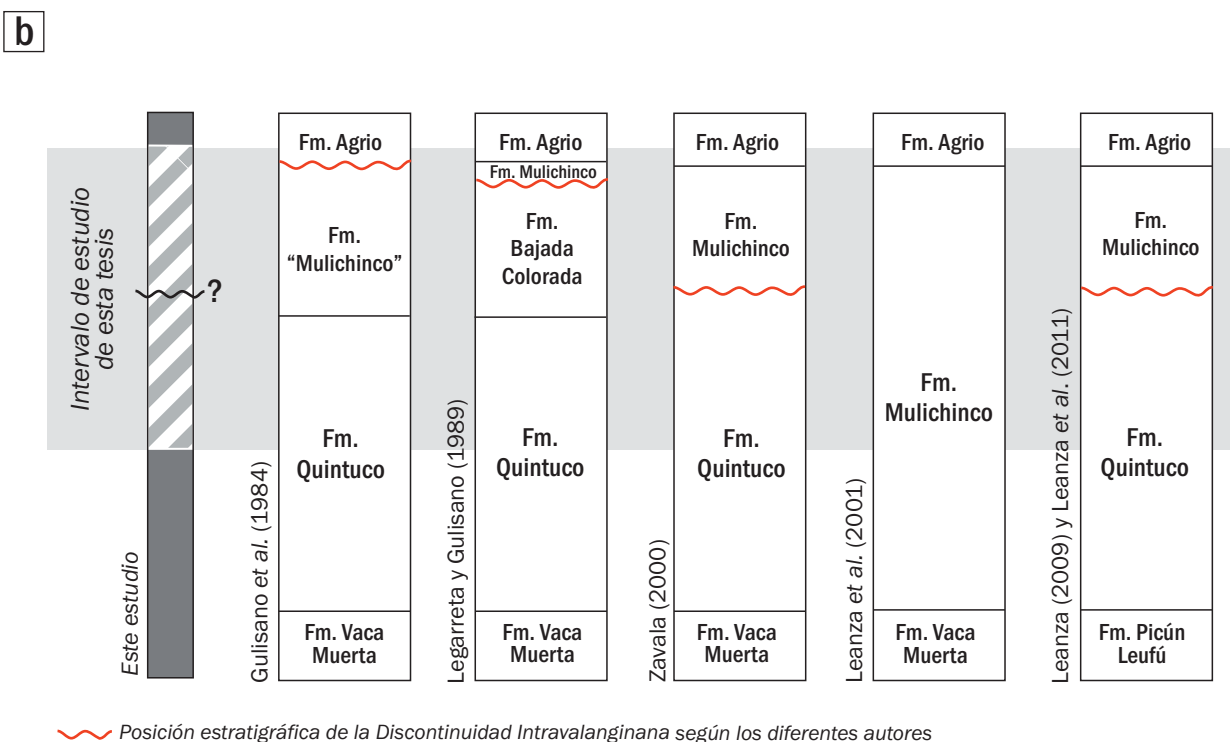 b
Intervalo de estudio
de esta tesis
?
Este estudio
Gulisano et al. (1984)
Fm. Agrio
Fm.
“Mulichinco”
Fm.
Quintuco
Fm. Vaca
Muerta
Legarreta y Gulisano (1989)
Fm. Agrio
Fm. Mulichinco
Fm.
Bajada
Colorada
Fm.
Quintuco
Fm. Vaca
Muerta
Zavala (2000)
Fm. Agrio
Fm.
Mulichinco
Fm.
Quintuco
Fm. Vaca
Muerta
Leanza et al. (2001)
Fm. Agrio
Fm.
Mulichinco
Fm. Vaca
Muerta
Leanza (2009) y Leanza et al. (2011)
Fm. Agrio
Fm.
Mulichinco
Fm.
Quintuco
Fm. Picún
Leufú
Posición estratigráfica de la Discontinuidad Intravalanginana según los diferentes autores